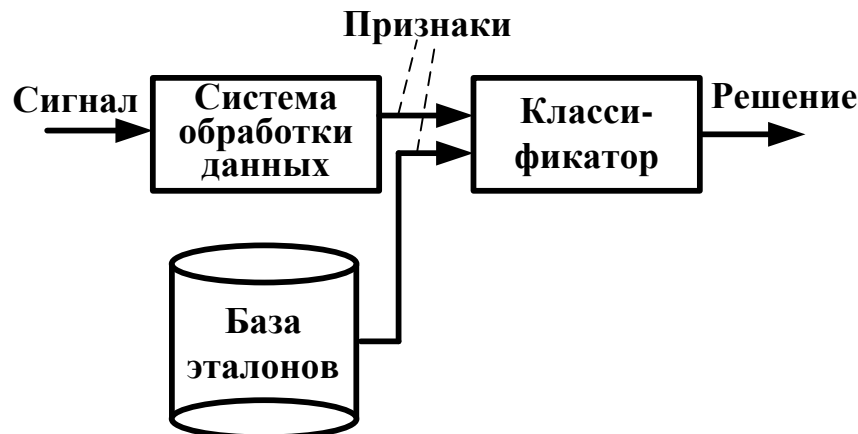 Признаки
Сигнал
Система
обработки
данных
Класси-
фикатор
Решение
База
эталонов